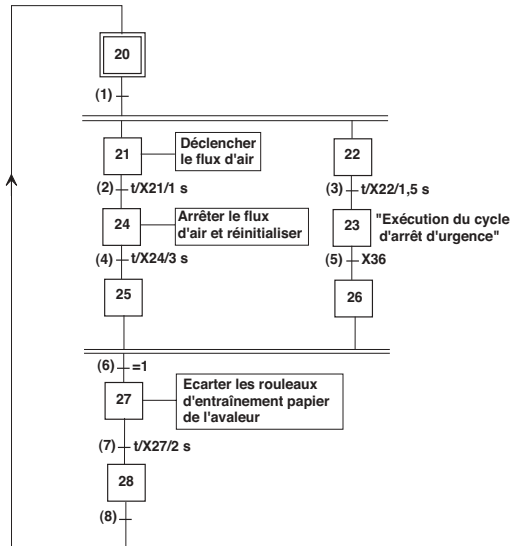 20
(1)
21
Déclencher
le flux d'air
22
(2) t/X21/1 s
(3) t/X22/1,5 s
24
Arrêter le flux
d'air et réinitialiser
23
"Exécution du cycle
d'arrêt d'urgence"
(4) t/X24/3 s
(5) X36
25
26
(6) =1
27
Ecarter les rouleaux
d'entraînement papier
de l'avaleur
(7) t/X27/2 s
28
(8)